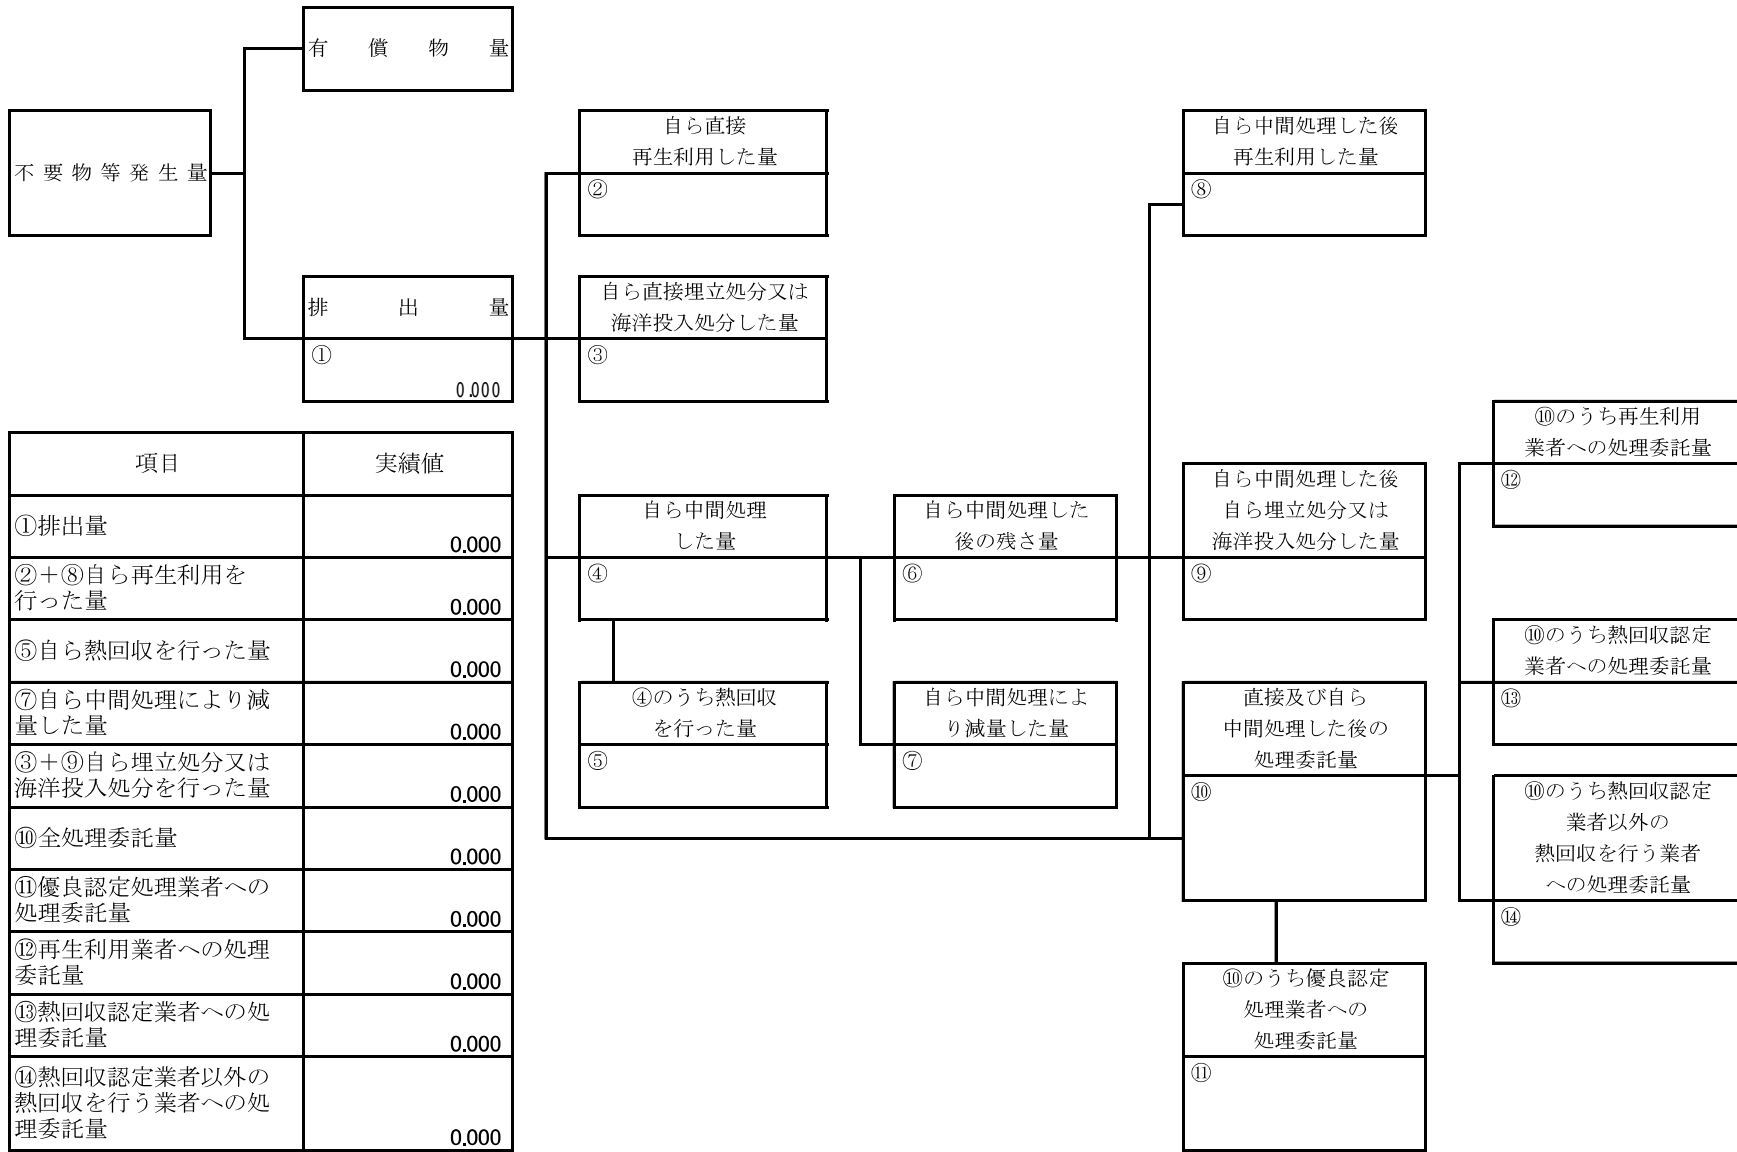 有償物量
不要物等発生量
排出量
①
0.000
自ら直接
再生利用した量
②
自ら直接埋立処分又は
海洋投入処分した量
③
自ら中間処理
した量
④
④のうち熱回収
を行った量
⑤
自ら中間処理した
後の残さ量
⑥
自ら中間処理によ
り減量した量
⑦
自ら中間処理した後
再生利用した量
⑧
自ら中間処理した後
自ら埋立処分又は
海洋投入処分した量
⑨
直接及び自ら
中間処理した後の
処理委託量
⑩
⑩のうち優良認定
処理業者への
処理委託量
⑪
⑩のうち再生利用
業者への処理委託量
⑫
⑩のうち熱回収認定
業者への処理委託量
⑬
⑩のうち熱回収認定
業者以外の
熱回収を行う業者
への処理委託量
⑭
項目 実績値
①排出量
0.000
②+⑧自ら再生利用を
行った量
0.000
⑤自ら熱回収を行った量
0.000
⑦自ら中間処理により減
量した量
0.000
③+⑨自ら埋立処分又は
海洋投入処分を行った量
0.000
⑩全処理委託量
0.000
⑪優良認定処理業者への
処理委託量
0.000
⑫再生利用業者への処理
委託量
0.000
⑬熱回収認定業者への処
理委託量
0.000
⑭熱回収認定業者以外の
熱回収を行う業者への処
理委託量
0.000